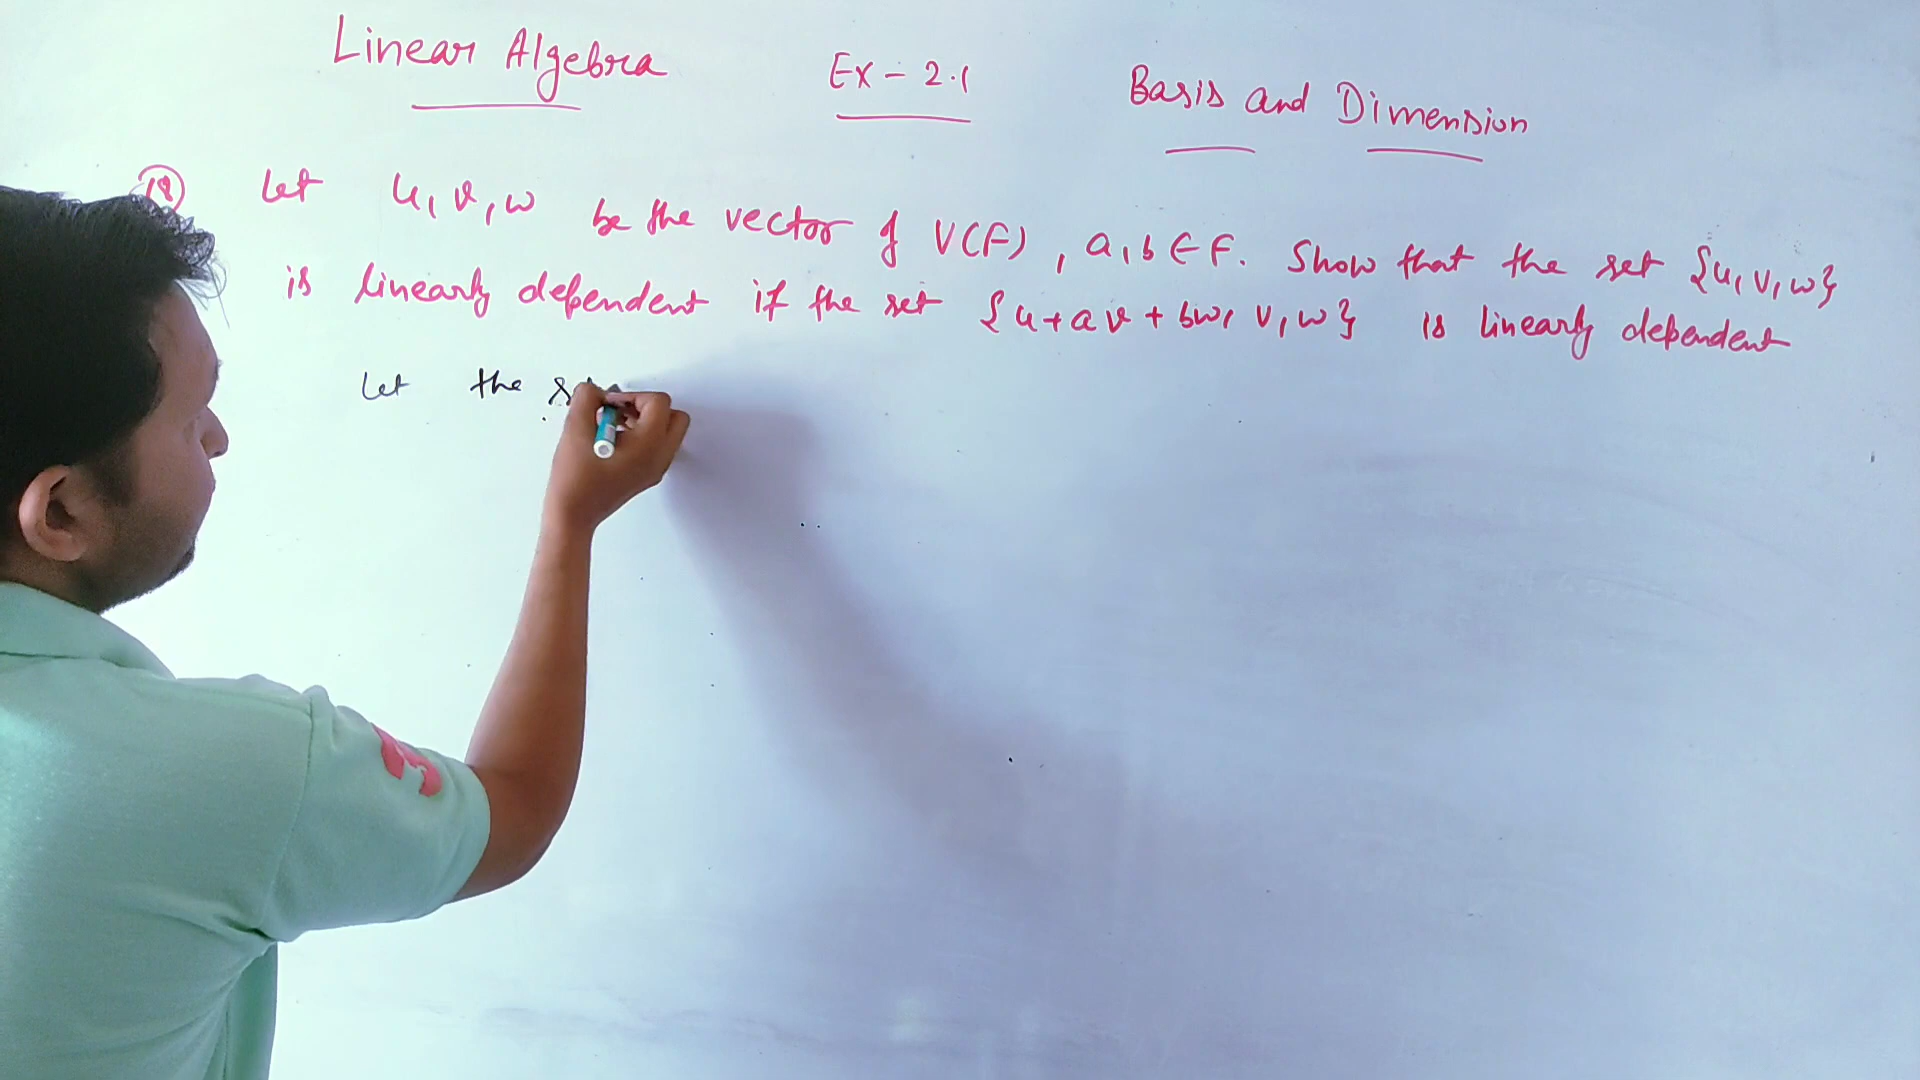 Linear Algebra Ex - 2.1 Basis and Dimension
Let u, v, w be the vector of V(F), a, b ∈ F. Show that the set {u, v, w}
is linearly dependent if the set {u + av + bw, v, w} is linearly dependent
Let the